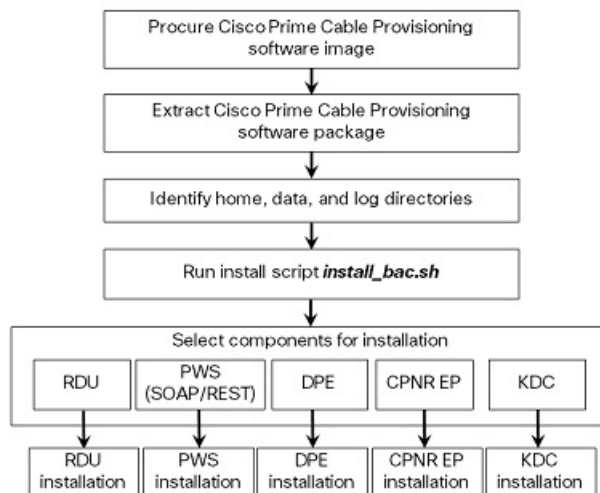 Procure Cisco Prime Cable Provisioning
software image
Extract Cisco Prime Cable Provisioning
software package
Identify home, data, and log directories
Run install script install_bac.sh
Select components for installation
RDU
PWS
(SOAP/REST)
DPE
CPNR EP
KDC
RDU
installation
PWS
installation
DPE
installation
CPNR EP
installation
KDC
installation